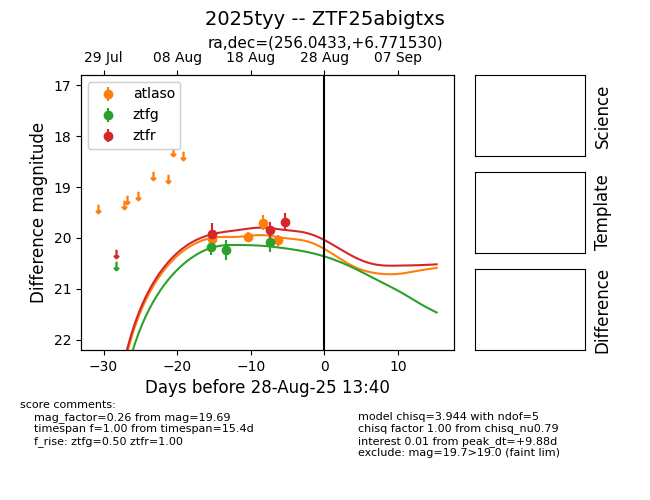 2025tyy -- ZTF25abigtxs
ra,dec=(256.0433,+6.771530)
29 Jul 08 Aug 18 Aug 28 Aug 07 Sep
17
18
19
20
21
22
Difference magnitude
atlaso
ztfg
ztfr
−30 −20 −10 0 10
Days before 28-Aug-25 13:40
Science
Template
Difference
score comments:
mag_factor=0.26 from mag=19.69
timespan f=1.00 from timespan=15.4d
f_rise: ztfg=0.50 ztfr=1.00
model chisq=3.944 with ndof=5
chisq factor 1.00 from chisq_nu0.79
interest 0.01 from peak_dt=+9.88d
exclude: mag=19.7>19.0 (faint lim)